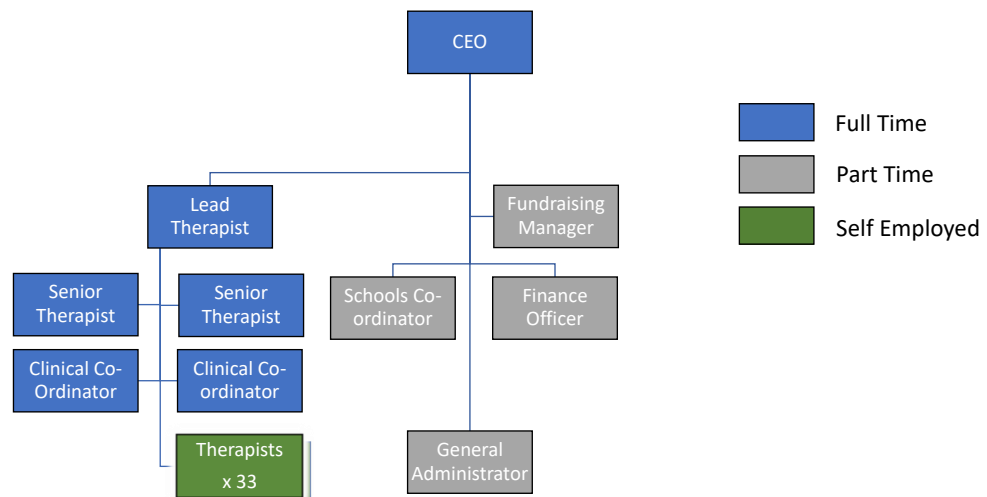 CEO
Full Time
Part Time
Self Employed
Lead
Therapist
Fundraising
Manager
Senior
Therapist
Senior
Therapist
Schools Co-
ordinator
Finance
Officer
Clinical Co-
Ordinator
Clinical Co-
ordinator
Therapists
x 33
General
Administrator